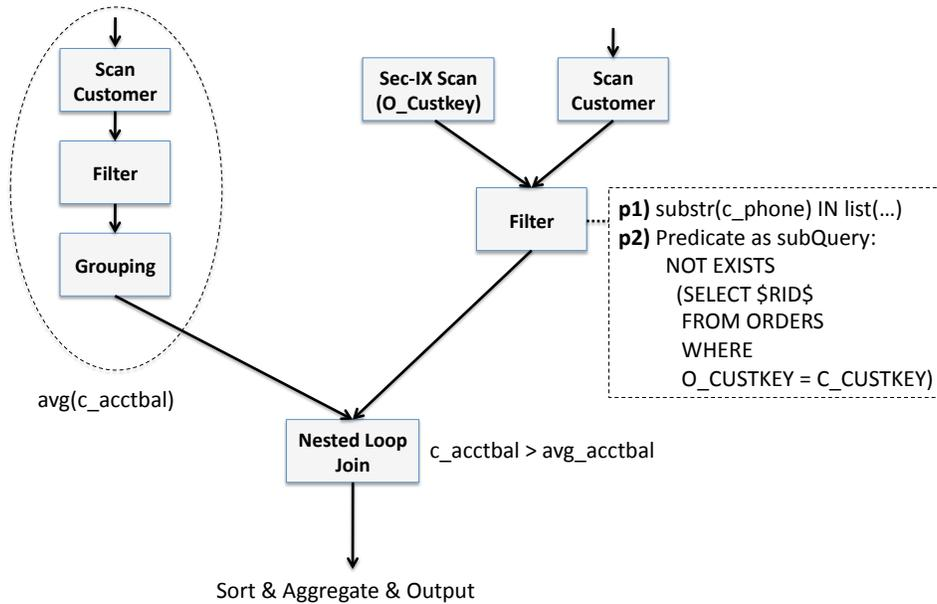 Scan
Customer
Filter
Grouping
avg(c_acctbal)
Sec-IX Scan
(O_Custkey)
Scan
Customer
Filter
p1) substr(c_phone) IN list(…)
p2) Predicate as subQuery:
NOT EXISTS
(SELECT $RID$
FROM ORDERS
WHERE
O_CUSTKEY = C_CUSTKEY)
Nested Loop
Join
c_acctbal > avg_acctbal
Sort & Aggregate & Output